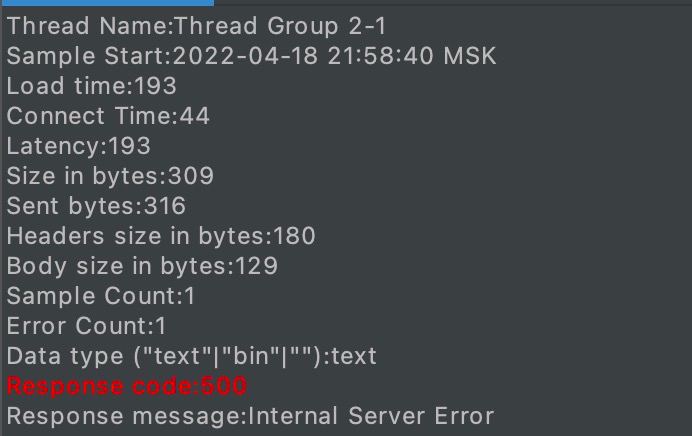 Thread Name:Thread Group 2-1
Sample Start:2022-04-18 21:58:40 MSK
Load time:193
Connect Time:44
Latency:193
Size in bytes:309
Sent bytes:316
Headers size in bytes:180
Body size in bytes:129
Sample Count:1
Error Count:1
Data type ("text"|"bin"|""):text
Response code:500
Response message:Internal Server Error